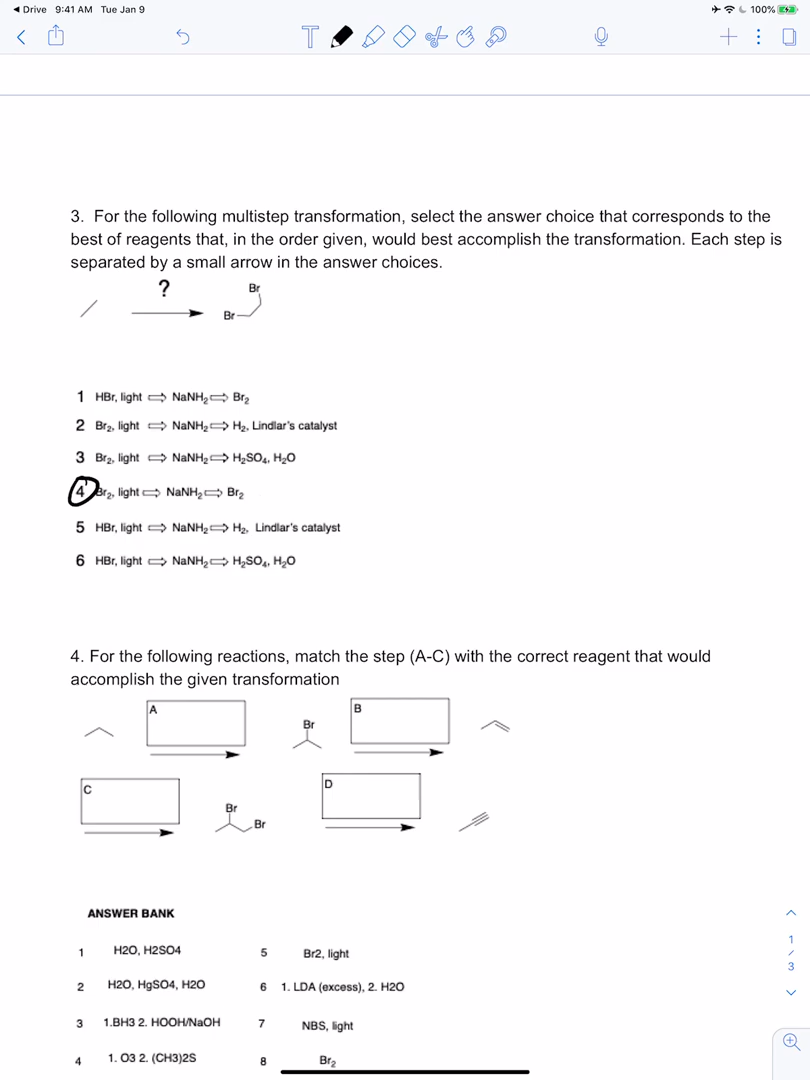 ◄ Drive 9:41 AM Tue Jan 9 100%
3. For the following multistep transformation, select the answer choice that corresponds to the
best of reagents that, in the order given, would best accomplish the transformation. Each step is
separated by a small arrow in the answer choices.
?
Br
Br
1 HBr, light ⇨ NaNH₂ ⇨ Br₂
2 Br₂, light ⇨ NaNH₂ ⇨ H₂, Lindlar's catalyst
3 Br₂, light ⇨ NaNH₂ ⇨ H₂SO₄, H₂O
4 Br₂, light ⇨ NaNH₂ ⇨ Br₂
5 HBr, light ⇨ NaNH₂ ⇨ H₂, Lindlar's catalyst
6 HBr, light ⇨ NaNH₂ ⇨ H₂SO₄, H₂O
4. For the following reactions, match the step (A-C) with the correct reagent that would
accomplish the given transformation
A
Br
B
C
Br
Br
D
ANSWER BANK
1 H2O, H2SO4 5 Br2, light
2 H2O, HgSO4, H2O 6 1. LDA (excess), 2. H2O
3 1.BH3 2. HOOH/NaOH 7 NBS, light
4 1. O3 2. (CH3)2S 8 Br₂
T
1
/
3